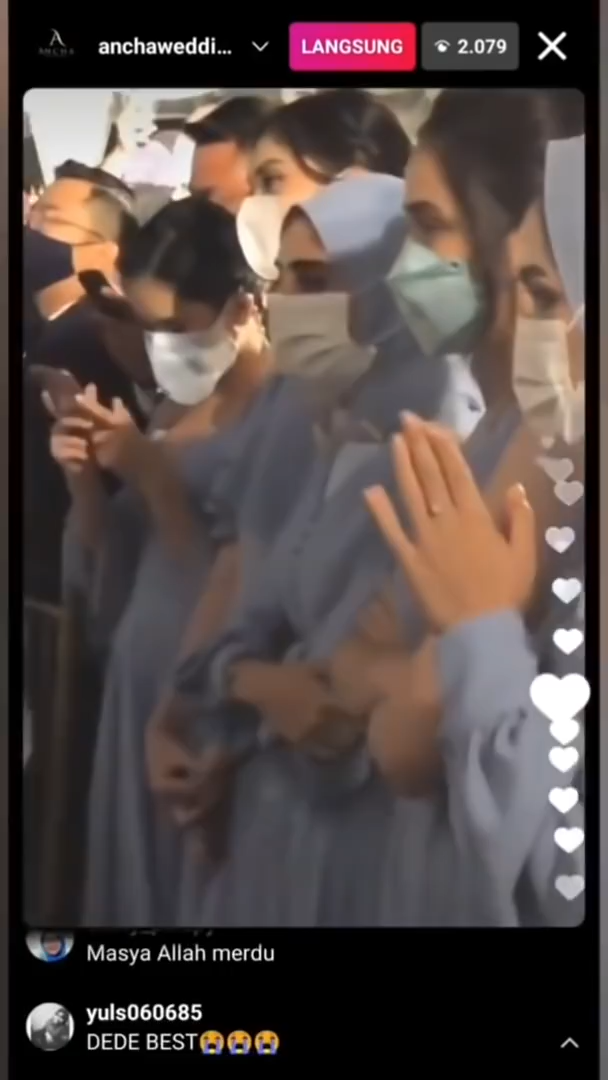 anchaweddi...
LANGSUNG
2.079
Masya Allah merdu
yuls060685
DEDE BEST😭😭😭